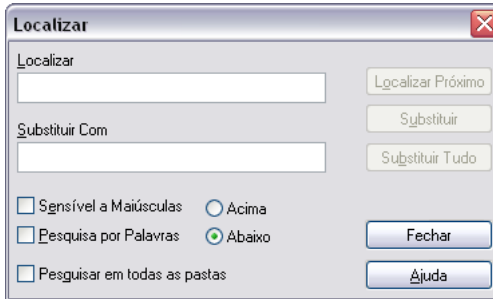 Localizar
Localizar
Localizar Próximo
Substituir
Substituir Com
Substituir Tudo
Sensível a Maiúsculas Acima
Pesquisa por Palavras Abaixo Fechar
Pesquisar em todas as pastas Ajuda